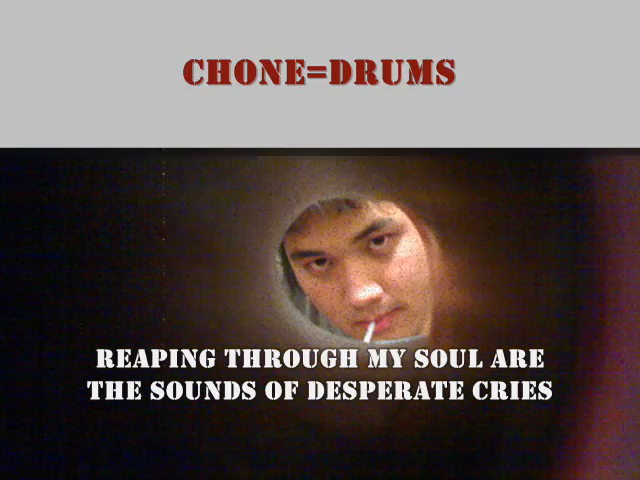 CHONE=DRUMS
REAPING THROUGH MY SOUL ARE
THE SOUNDS OF DESPERATE CRIES